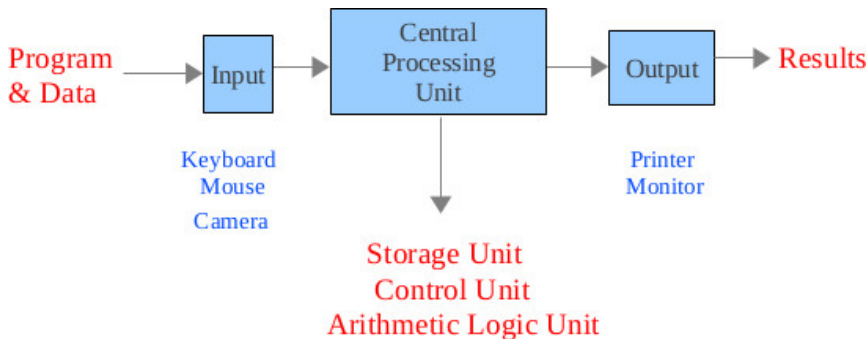 Program
& Data
Input
Central
Processing
Unit
Output
Results
Keyboard
Mouse
Camera
Printer
Monitor
Storage Unit
Control Unit
Arithmetic Logic Unit